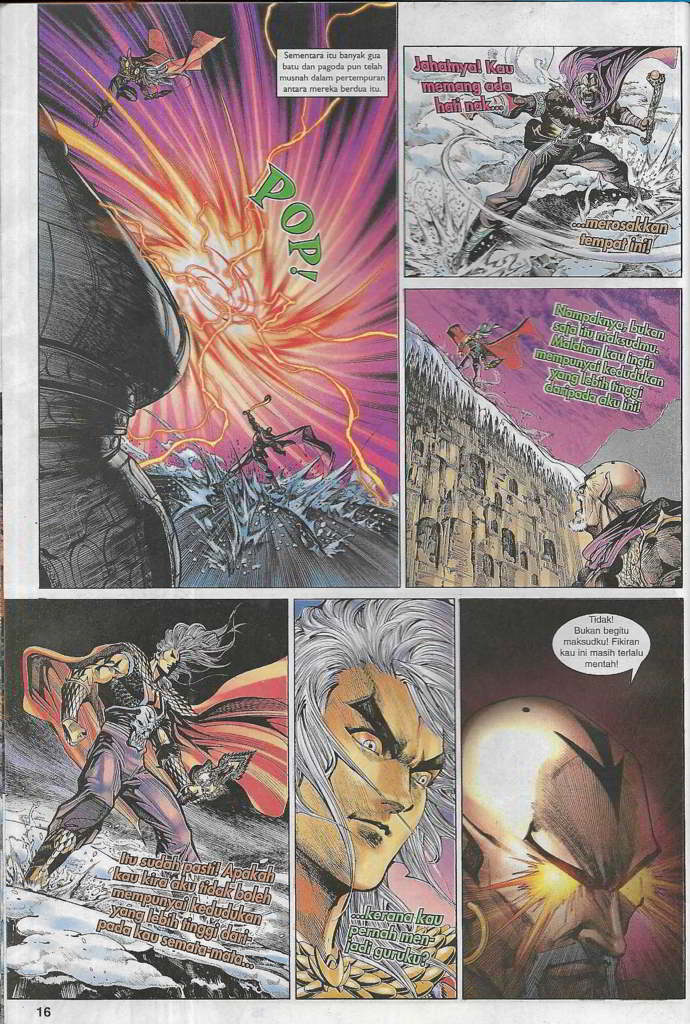 Sementara itu banyak gua
batu dan pagoda pun telah
musnah dalam pertempuran
antara mereka berdua itu.
POP!
Jahatnya! Kau
memang ada
hati nak...
...merosakkan
tempat ini!
Nampaknya, bukan
saja itu maksudmu.
Malahan kau ingin
mempunyai kedudukan
yang lebih tinggi
daripada aku ini!
Itu sudah pasti! Apakah
kau kira aku tidak boleh
mempunyai kedudukan
yang lebih tinggi dari-
pada kau semata-mata...
...kerana kau
pernah men-
jadi guruku?
Tidak!
Bukan begitu
maksudku! Fikiran
kau ini masih terlalu
mentah!
16